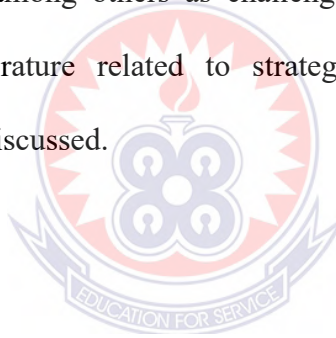 among others as challeng
rature related to strateg
iscussed.
EDUCATION FOR SERVICE